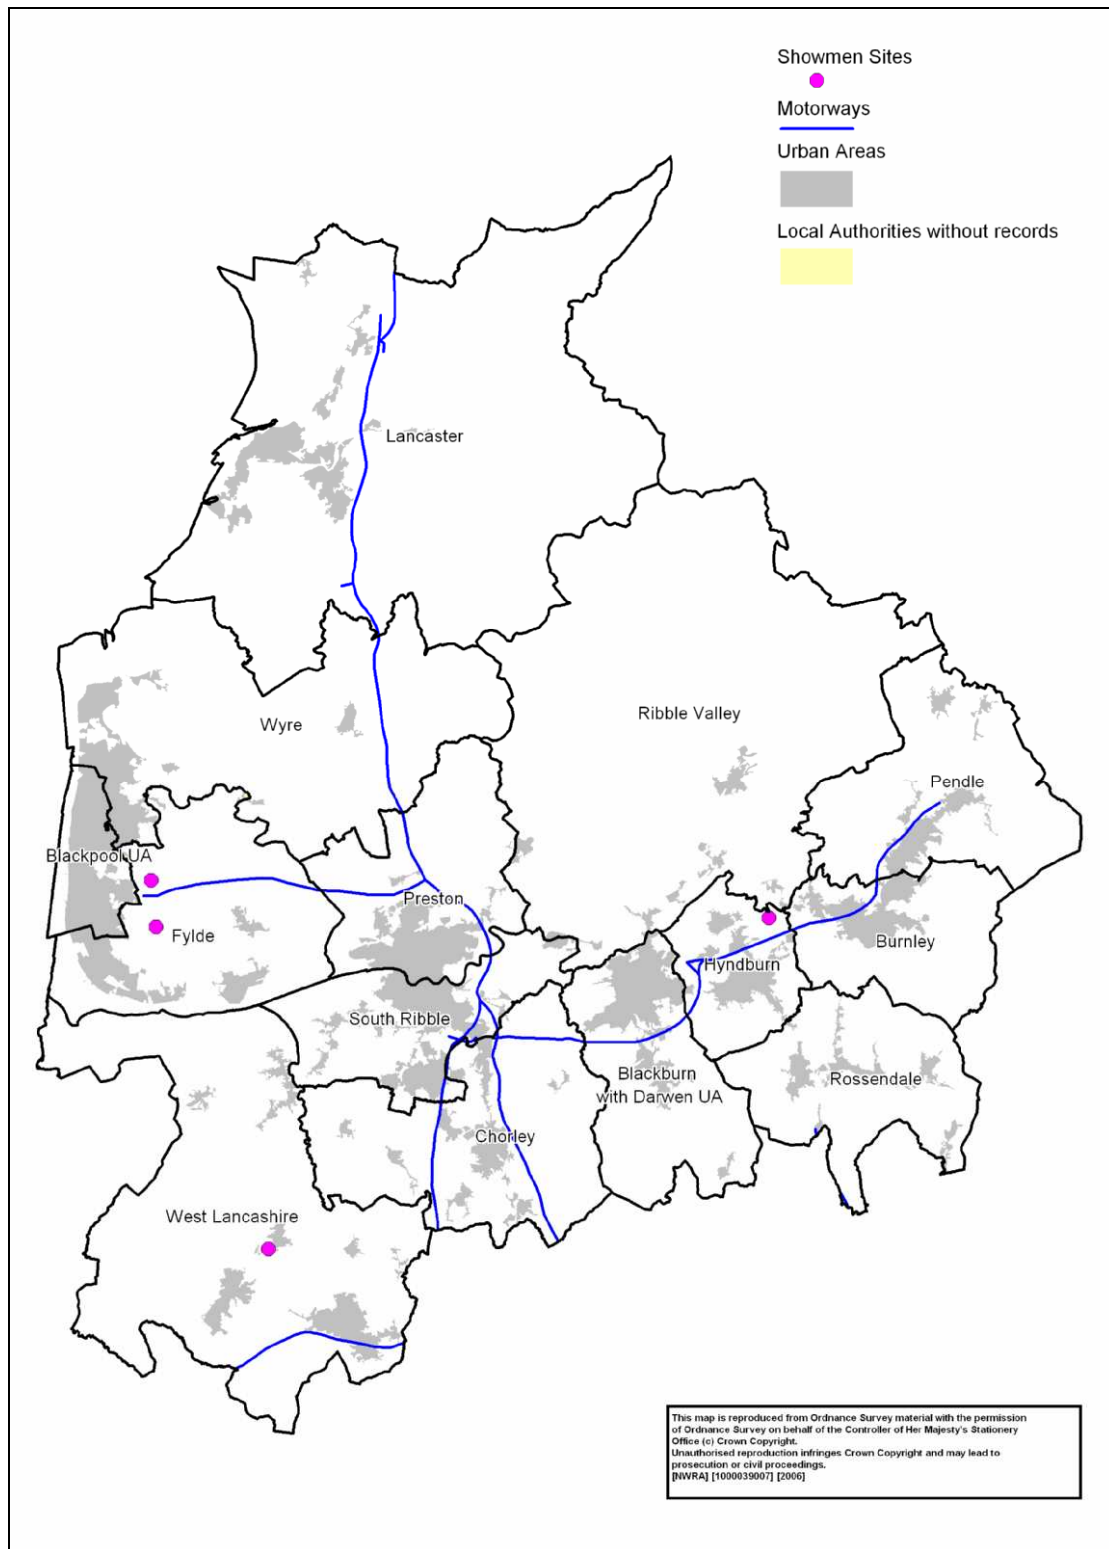 Showmen Sites
Motorways
Urban Areas
Local Authorities without records
Lancaster
Wyre
Ribble Valley
Pendle
Blackpool UA
Preston
Fylde
Burnley
Hyndburn
South Ribble
Blackburn
with Darwen UA
Rossendale
Chorley
West Lancashire
This map is reproduced from Ordnance Survey material with the permission
of Ordnance Survey on behalf of the Controller of Her Majesty's Stationery
Office (c) Crown Copyright.
Unauthorised reproduction infringes Crown Copyright and may lead to
prosecution or civil proceedings.
[NWRA] [1000039007] [2006]